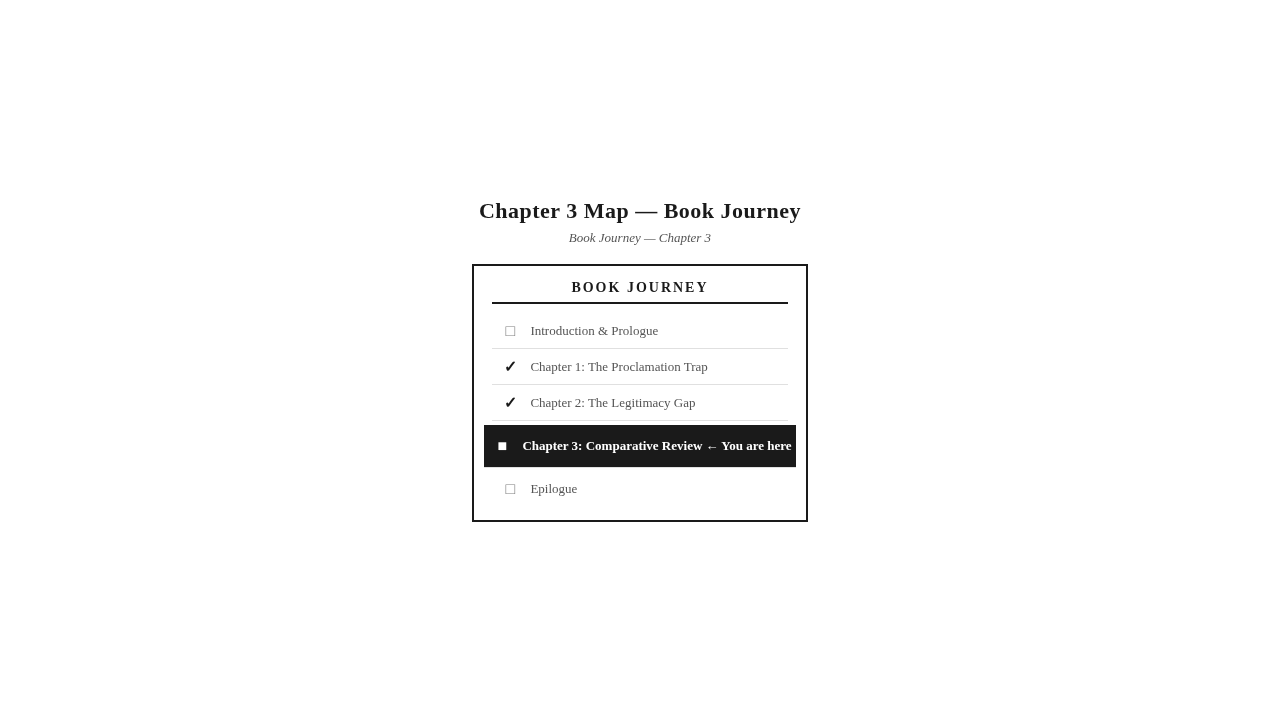 Chapter 3 Map — Book Journey
Book Journey — Chapter 3
BOOK JOURNEY
□ Introduction & Prologue
✓ Chapter 1: The Proclamation Trap
✓ Chapter 2: The Legitimacy Gap
■ Chapter 3: Comparative Review ← You are here
□ Epilogue